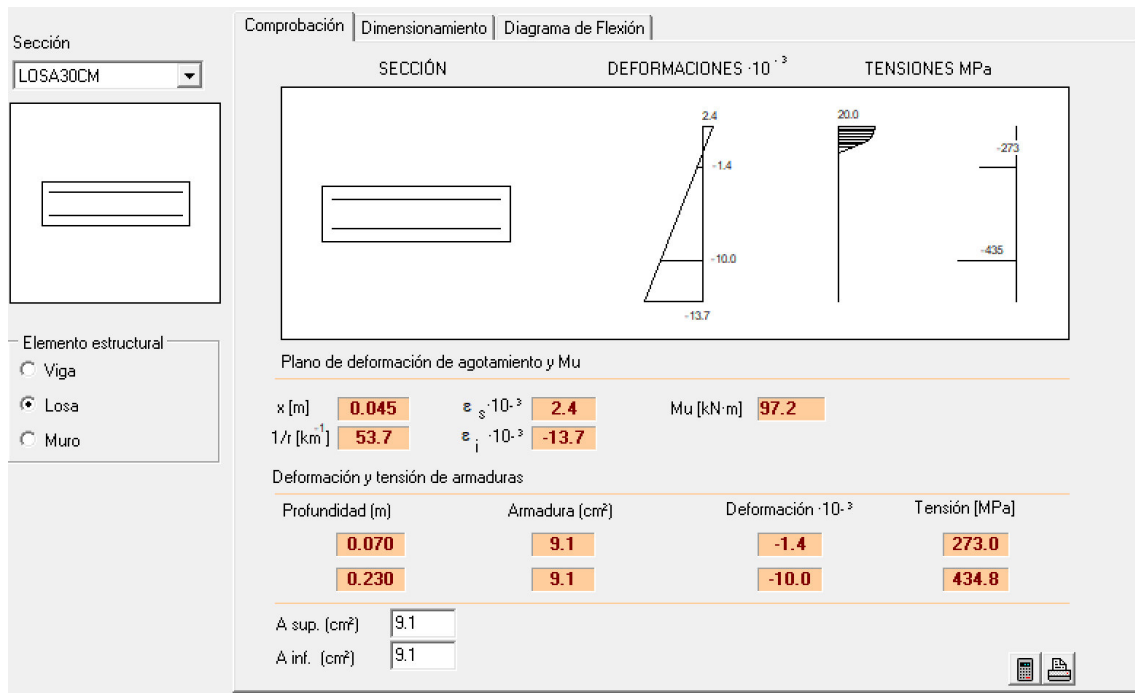 Sección
LOSA30CM
Elemento estructural
Viga
Losa
Muro
Comprobación Dimensionamiento Diagrama de Flexión
SECCIÓN DEFORMACIONES ·10⁻³ TENSIONES MPa
2.4
-1.4
-10.0
-13.7
20.0
-273
-435
Plano de deformación de agotamiento y Mu
x [m] 0.045 ε s ·10-³ 2.4 Mu [kN·m] 97.2
1/r [km⁻¹] 53.7 ε i ·10-³ -13.7
Deformación y tensión de armaduras
Profundidad (m) Armadura (cm²) Deformación ·10-³ Tensión [MPa]
0.070 9.1 -1.4 273.0
0.230 9.1 -10.0 434.8
A sup. (cm²) 9.1
A inf. (cm²) 9.1